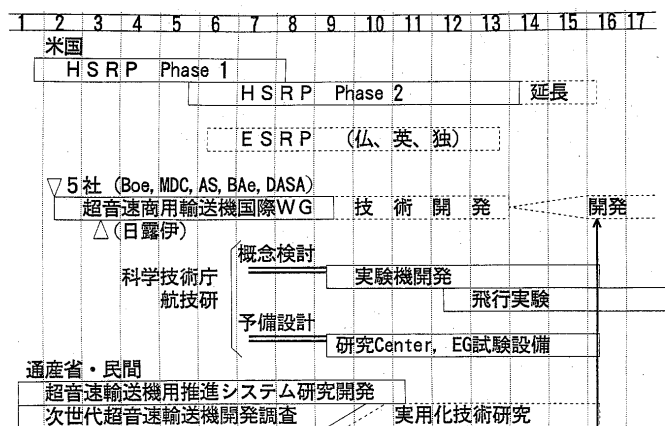 1 2 3 4 5 6 7 8 9 10 11 12 13 14 15 16 17
米国
HSRP Phase 1
HSRP Phase 2 延長
ESRP (仏、英、独)
▽5社 (Boe, MDC, AS, BAe, DASA)
超音速商用輸送機国際WG 技術開発 開発
△(日露伊)
概念検討
科学技術庁 実験機開発
航技研 飛行実験
予備設計
研究Center, EG試験設備
通産省・民間
超音速輸送機用推進システム研究開発
次世代超音速輸送機開発調査 実用化技術研究